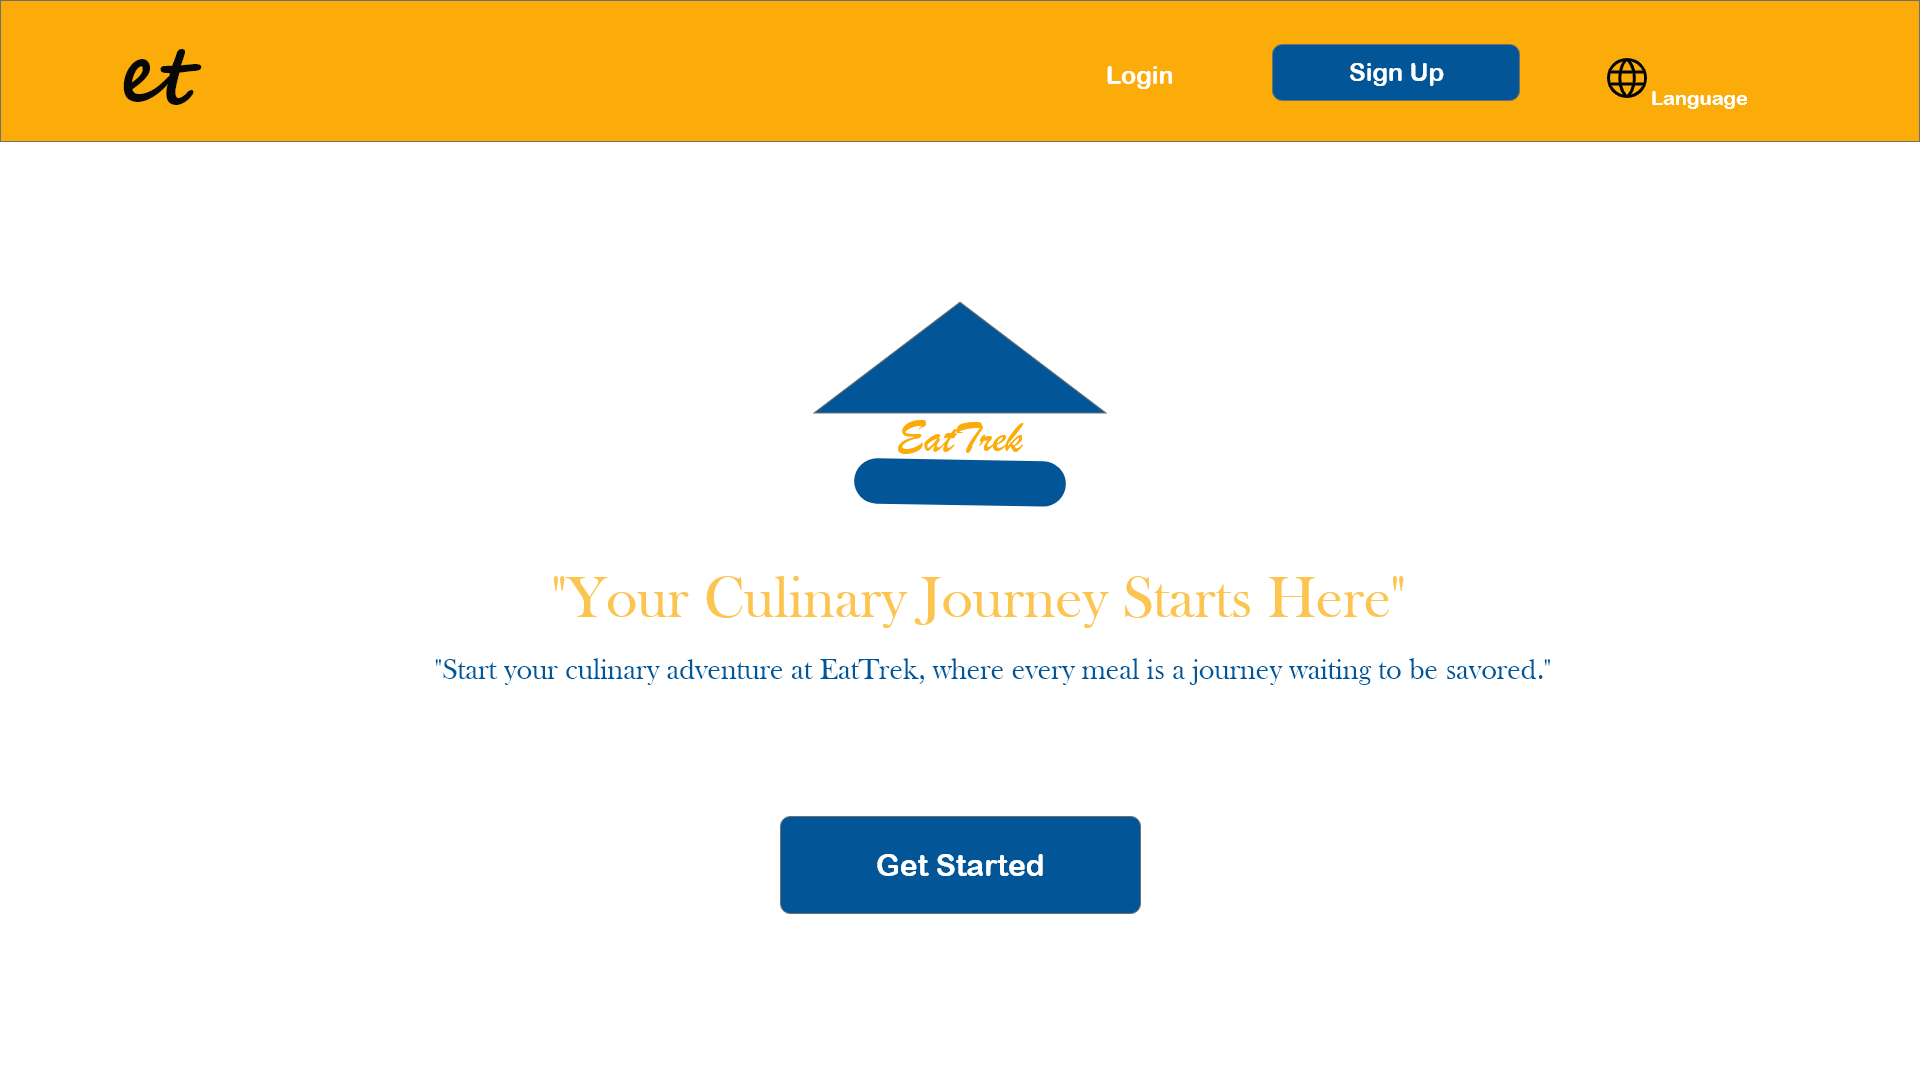 et
Login
Sign Up
Language
EatTrek
"Your Culinary Journey Starts Here"
"Start your culinary adventure at EatTrek, where every meal is a journey waiting to be savored."
Get Started